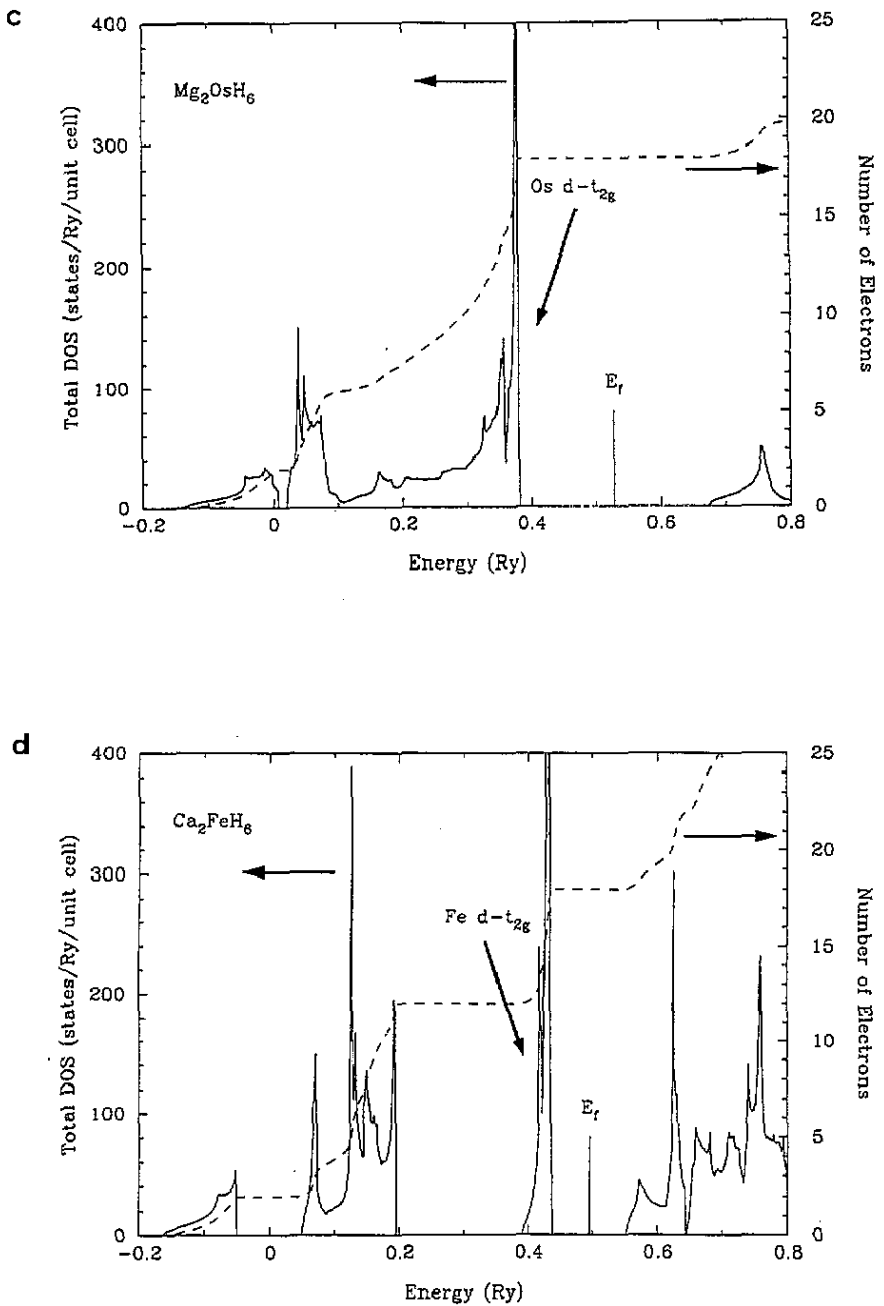 c
Mg₂OsH₆
Os d-t₂g
E_f
Total DOS (states/Ry/unit cell)
400
300
200
100
0
Number of Electrons
25
20
15
10
5
0
-0.2
0
0.2
0.4
0.6
0.8
Energy (Ry)
d
Ca₂FeH₆
Fe d-t₂g
E_f
Total DOS (states/Ry/unit cell)
400
300
200
100
0
Number of Electrons
25
20
15
10
5
0
-0.2
0
0.2
0.4
0.6
0.8
Energy (Ry)